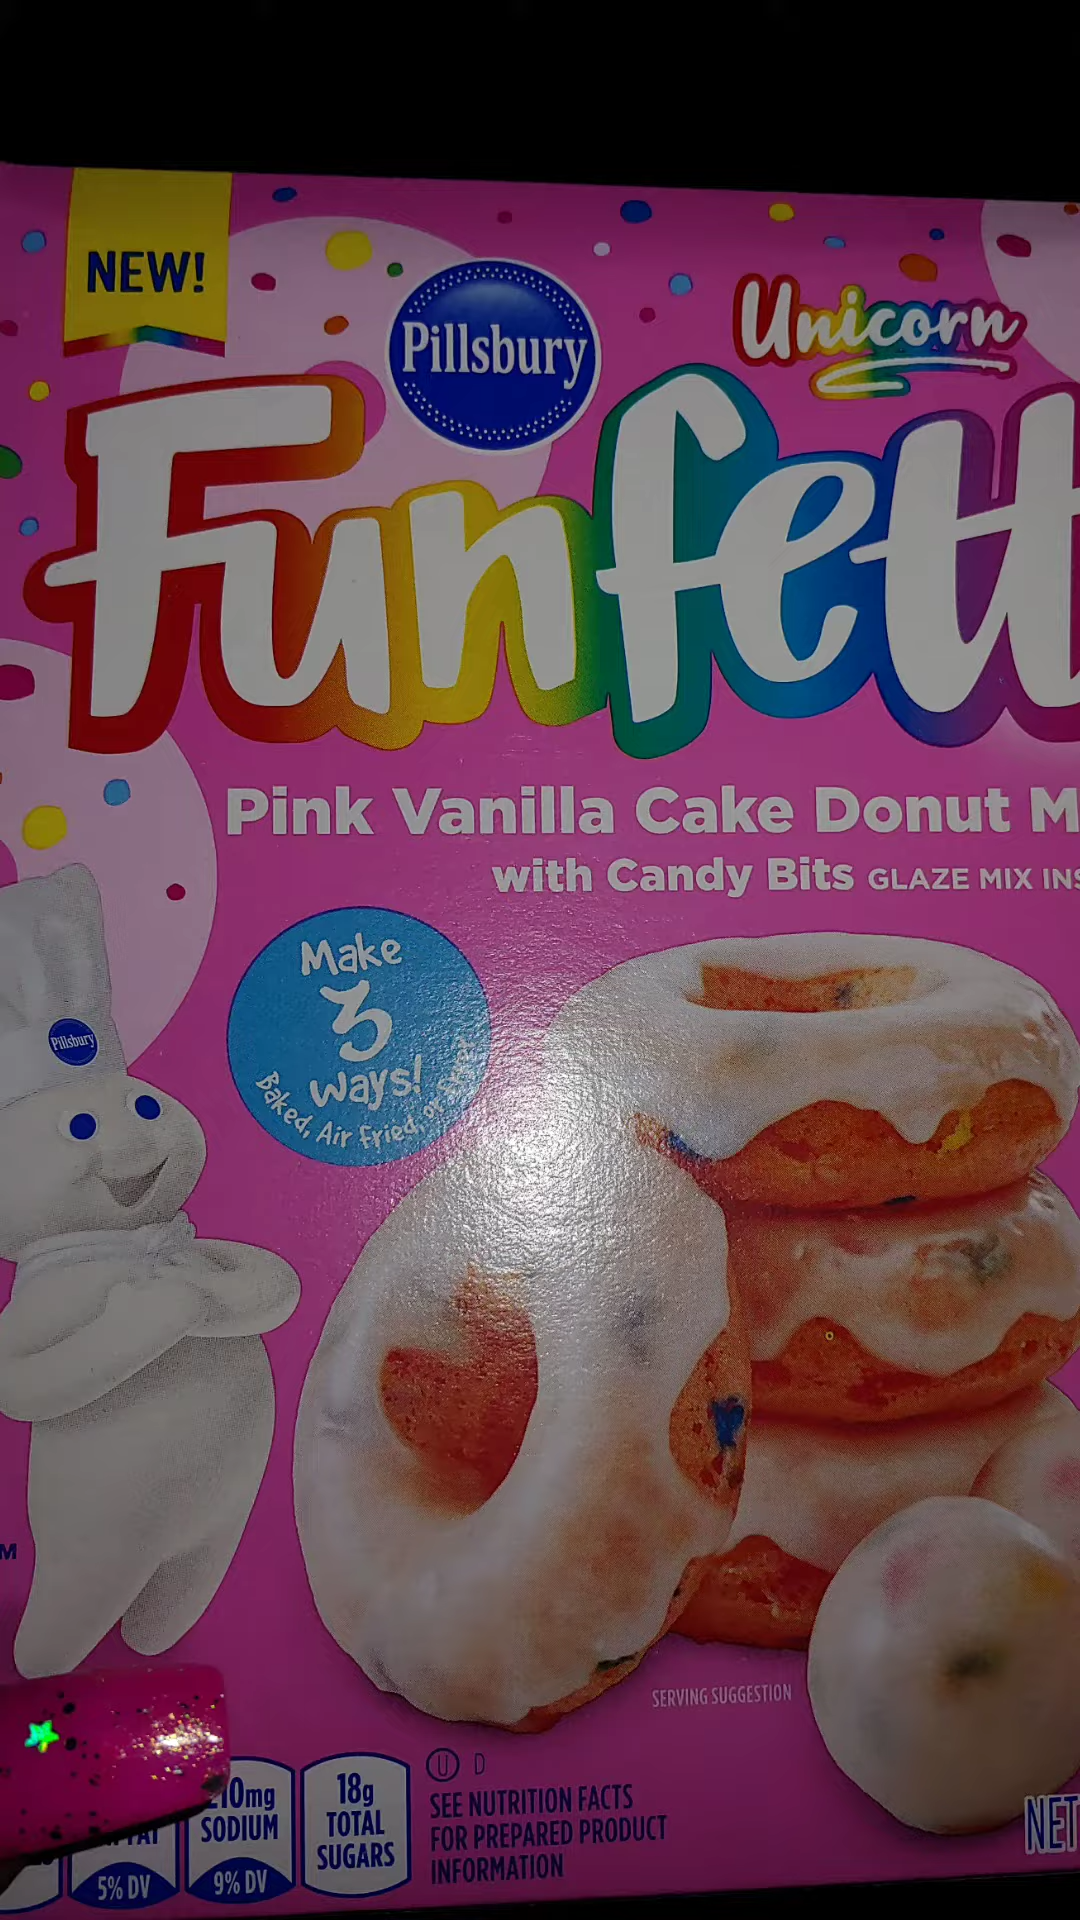 NEW!
Pillsbury
Unicorn
Funfett
Pink Vanilla Cake Donut M
with Candy Bits GLAZE MIX INS
Make
3
Ways!
Baked, Air Fried, or Fryer
Pillsbury
M
SERVING SUGGESTION
U D
SEE NUTRITION FACTS
FOR PREPARED PRODUCT
INFORMATION
5% DV
10mg
SODIUM
9% DV
18g
TOTAL
SUGARS
NET